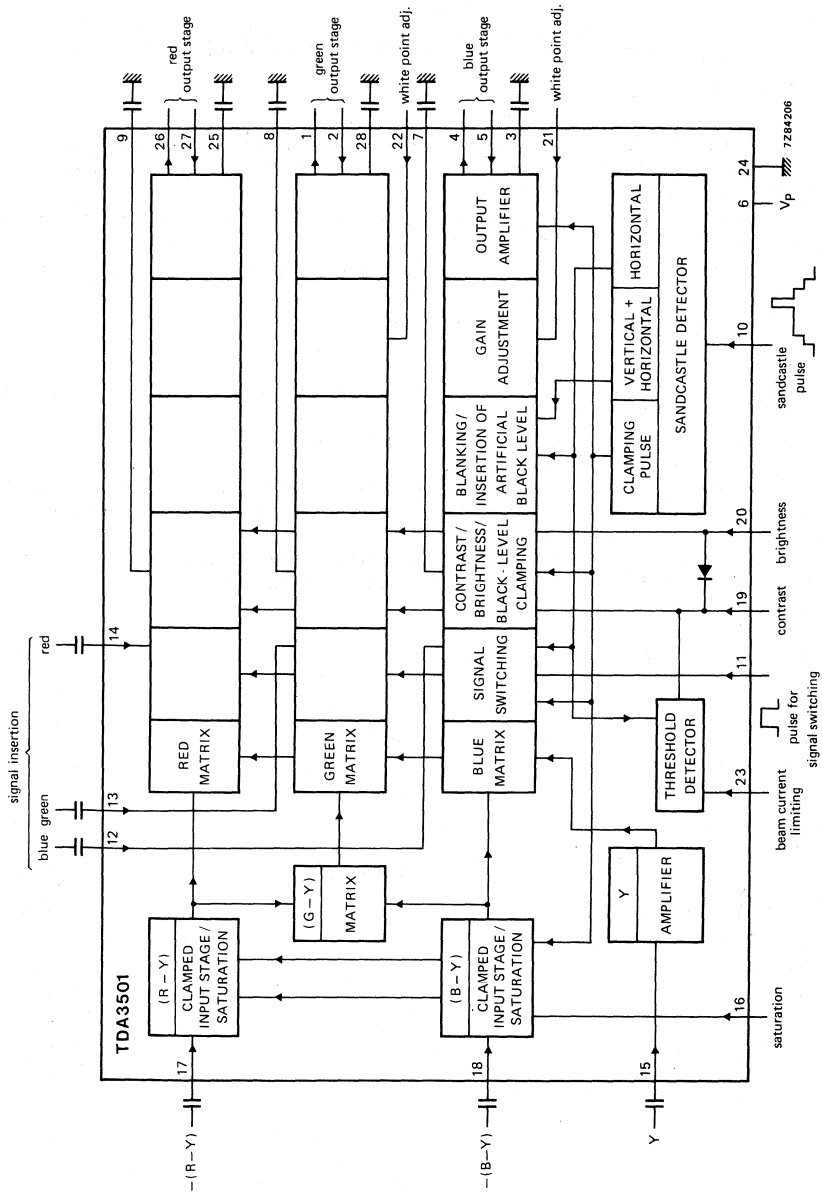 TDA3501
signal insertion
blue
green
red
12
13
14
9
26
27
25
red
output stage
8
1
2
28
green
output stage
22
white point adj.
7
4
5
3
blue
output stage
21
white point adj.
−(R−Y)
17
(R−Y)
CLAMPED
INPUT STAGE/
SATURATION
RED
MATRIX
(G−Y)
MATRIX
GREEN
MATRIX
−(B−Y)
18
(B−Y)
CLAMPED
INPUT STAGE/
SATURATION
BLUE
MATRIX
SIGNAL
SWITCHING
CONTRAST/
BRIGHTNESS/
BLACK-LEVEL
CLAMPING
BLANKING/
INSERTION OF
ARTIFICIAL
BLACK LEVEL
GAIN
ADJUSTMENT
OUTPUT
AMPLIFIER
Y
15
Y
AMPLIFIER
THRESHOLD
DETECTOR
CLAMPING
PULSE
VERTICAL +
HORIZONTAL
HORIZONTAL
SANDCASTLE DETECTOR
16
saturation
23
beam current
limiting
11
pulse for
signal switching
19
contrast
20
brightness
10
sandcastle
pulse
6
VP
24
7Z84206